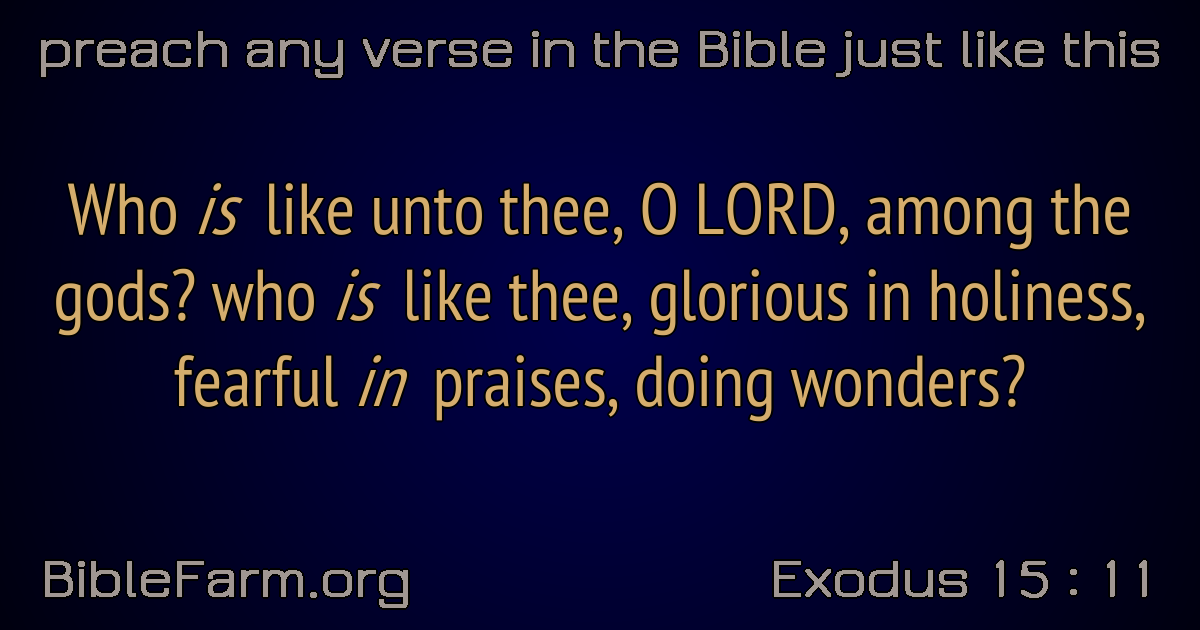 preach any verse in the Bible just like this
Who is like unto thee, O LORD, among the
gods? who is like thee, glorious in holiness,
fearful in praises, doing wonders?
BibleFarm.org
Exodus 15 : 11